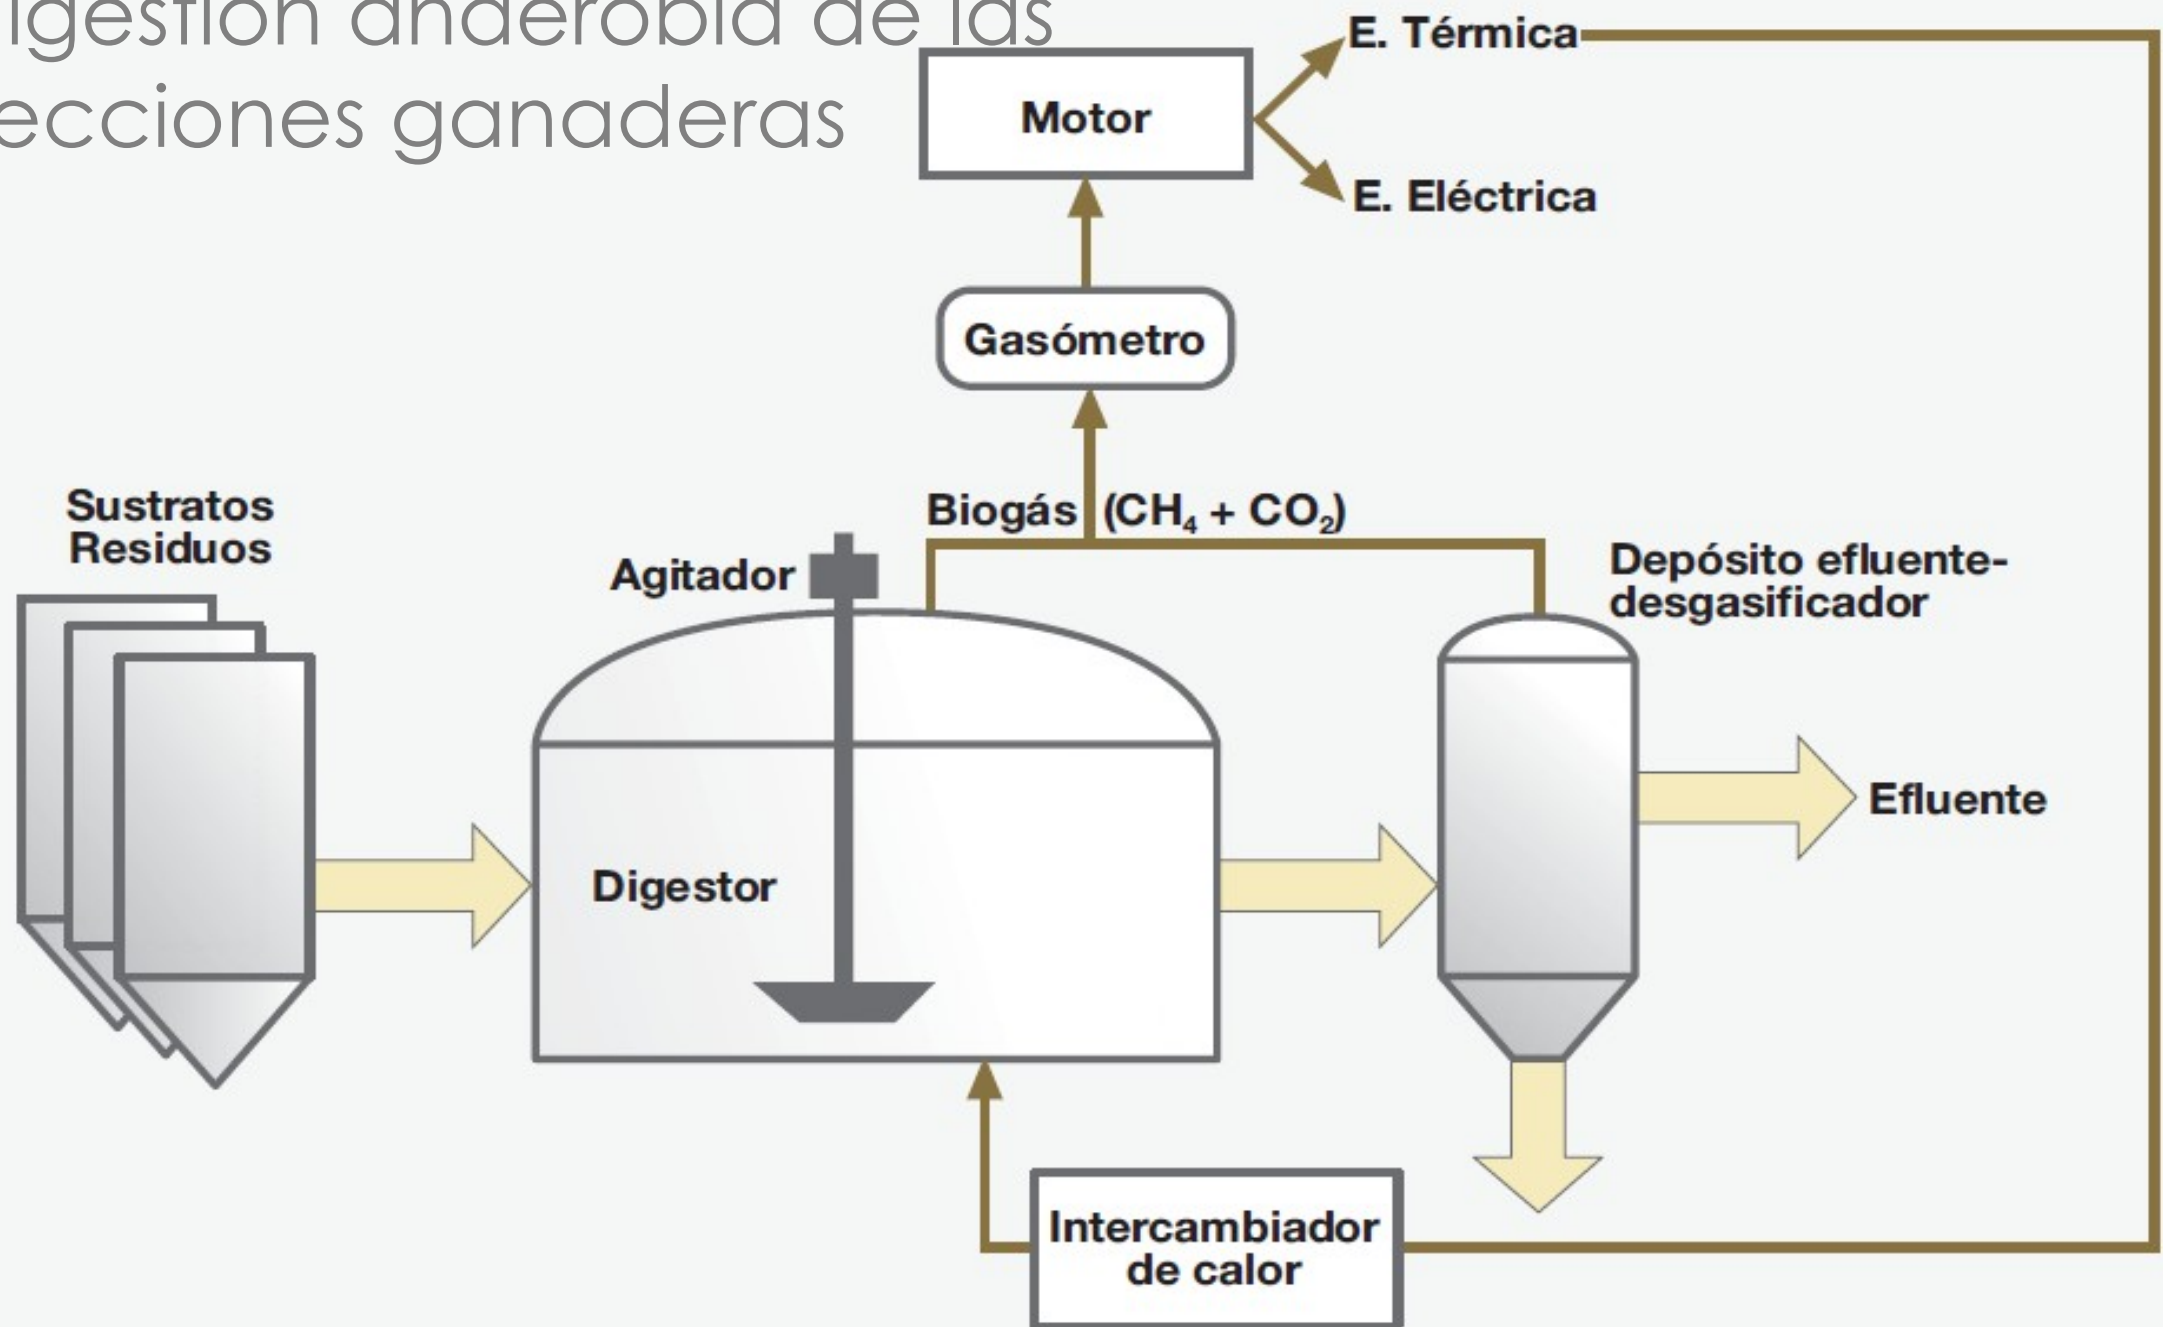 igestión anaerobia de las
ecciones ganaderas
E. Térmica
Motor
E. Eléctrica
Gasómetro
Biogás (CH₄ + CO₂)
Sustratos
Residuos
Agitador
Depósito efluente-
desgasificador
Digestor
Efluente
Intercambiador
de calor